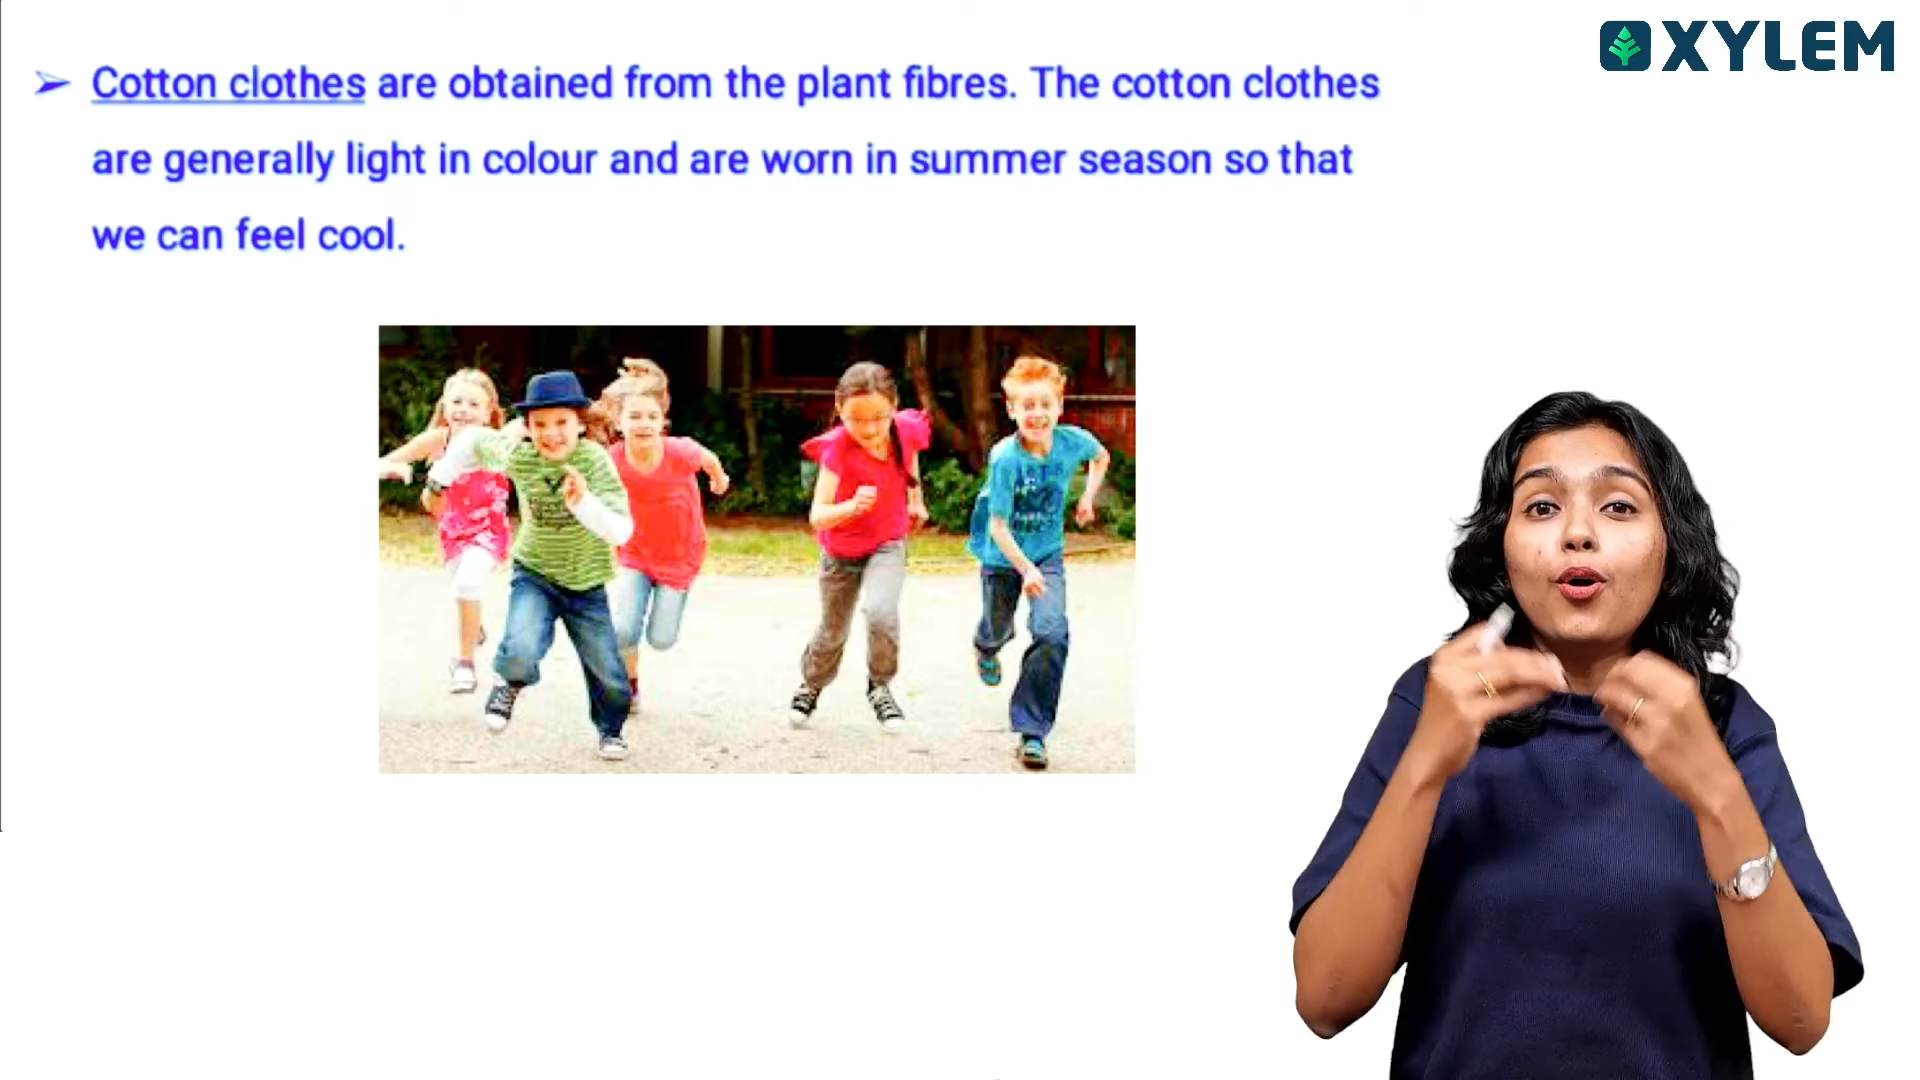 XYLEM
➢ Cotton clothes are obtained from the plant fibres. The cotton clothes
are generally light in colour and are worn in summer season so that
we can feel cool.